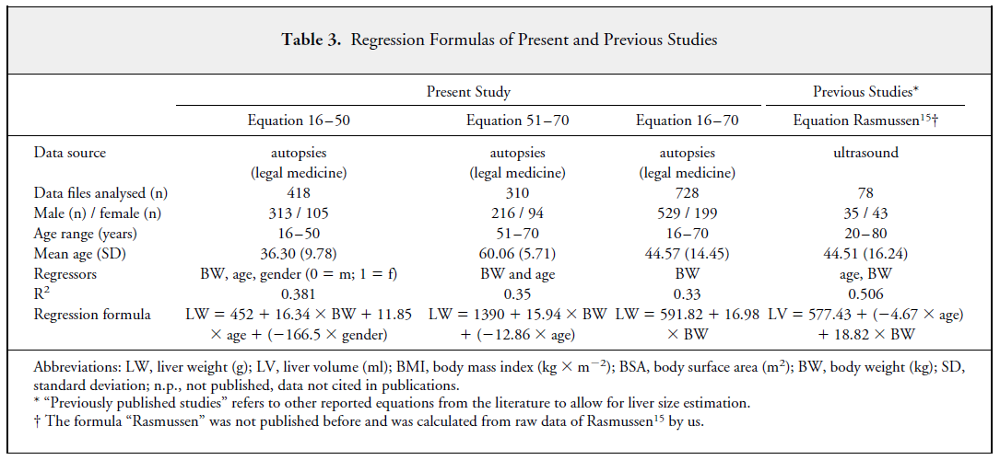 Table 3. Regression Formulas of Present and Previous Studies
Present Study Previous Studies*
Equation 16–50 Equation 51–70 Equation 16–70 Equation Rasmussen¹⁵†
Data source autopsies autopsies autopsies ultrasound
(legal medicine) (legal medicine) (legal medicine)
Data files analysed (n) 418 310 728 78
Male (n) / female (n) 313 / 105 216 / 94 529 / 199 35 / 43
Age range (years) 16–50 51–70 16–70 20–80
Mean age (SD) 36.30 (9.78) 60.06 (5.71) 44.57 (14.45) 44.51 (16.24)
Regressors BW, age, gender (0 = m; 1 = f) BW and age BW age, BW
R² 0.381 0.35 0.33 0.506
Regression formula LW = 452 + 16.34 × BW + 11.85 LW = 1390 + 15.94 × BW LW = 591.82 + 16.98 LV = 577.43 + (−4.67 × age)
× age + (−166.5 × gender) + (−12.86 × age) × BW + 18.82 × BW
Abbreviations: LW, liver weight (g); LV, liver volume (ml); BMI, body mass index (kg × m⁻²); BSA, body surface area (m²); BW, body weight (kg); SD,
standard deviation; n.p., not published, data not cited in publications.
* “Previously published studies” refers to other reported equations from the literature to allow for liver size estimation.
† The formula “Rasmussen” was not published before and was calculated from raw data of Rasmussen¹⁵ by us.